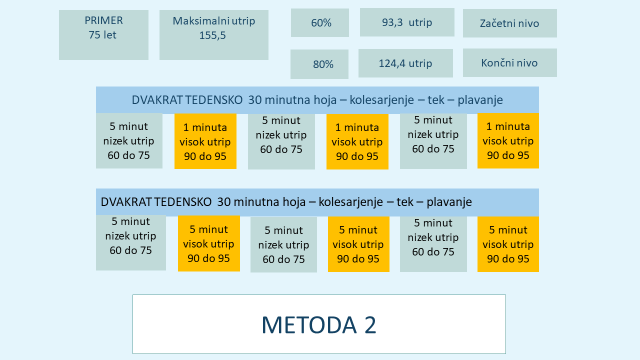 PRIMER
75 let
Maksimalni utrip
155,5
60%
93,3 utrip
Začetni nivo
80%
124,4 utrip
Končni nivo
DVAKRAT TEDENSKO 30 minutna hoja – kolesarjenje – tek – plavanje
5 minut
nizek utrip
60 do 75
1 minuta
visok utrip
90 do 95
5 minut
nizek utrip
60 do 75
1 minuta
visok utrip
90 do 95
5 minut
nizek utrip
60 do 75
1 minuta
visok utrip
90 do 95
DVAKRAT TEDENSKO 30 minutna hoja – kolesarjenje – tek – plavanje
5 minut
nizek utrip
60 do 75
5 minut
visok utrip
90 do 95
5 minut
nizek utrip
60 do 75
5 minut
visok utrip
90 do 95
5 minut
nizek utrip
60 do 75
5 minut
visok utrip
90 do 95
METODA 2